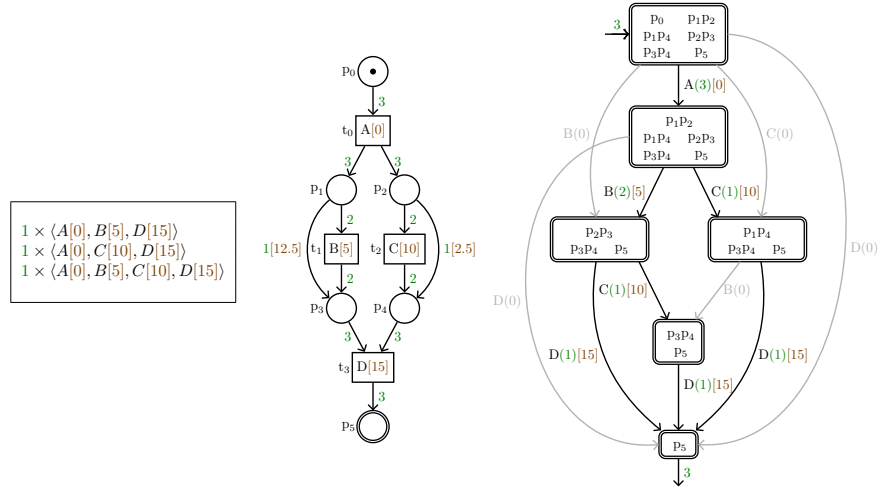 1 × ⟨A[0], B[5], D[15]⟩
1 × ⟨A[0], C[10], D[15]⟩
1 × ⟨A[0], B[5], C[10], D[15]⟩
p₀
3
t₀ A[0]
3 3
p₁ p₂
2 2
1[12.5] t₁ B[5] t₂ C[10] 1[2.5]
2 2
p₃ p₄
3 3
t₃ D[15]
3
p₅
3
p₀ p₁p₂
p₁p₄ p₂p₃
p₃p₄ p₅
A(3)[0]
B(0) C(0)
p₁p₂
p₁p₄ p₂p₃
p₃p₄ p₅
B(2)[5] C(1)[10]
p₂p₃
p₃p₄ p₅
p₁p₄
p₃p₄ p₅
D(0)
C(1)[10] B(0)
D(0)
p₃p₄
p₅
D(1)[15] D(1)[15]
D(1)[15]
p₅
3